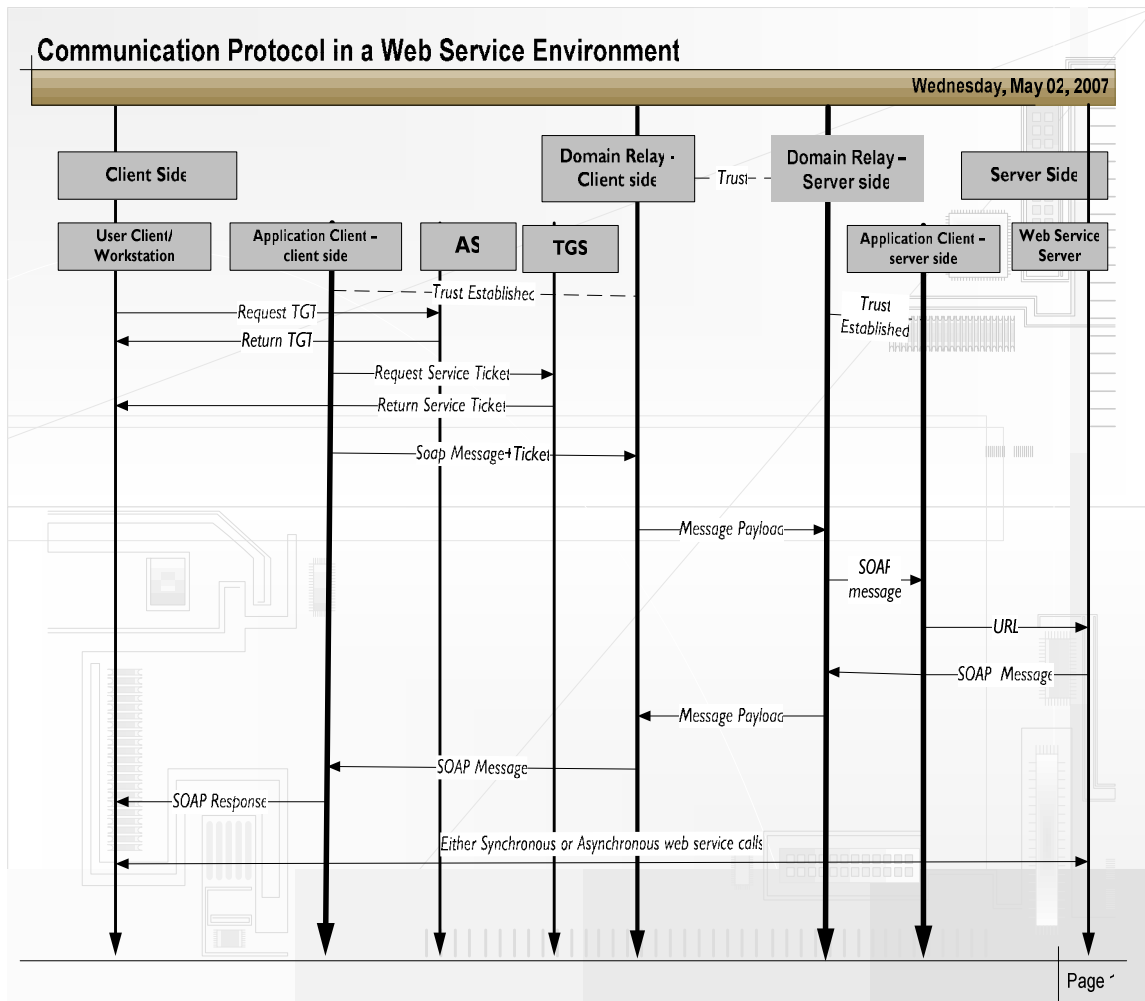 Communication Protocol in a Web Service Environment
Wednesday, May 02, 2007
Client Side
Domain Relay -
Client side
Trust
Domain Relay –
Server side
Server Side
User Client/
Workstation
Application Client –
client side
AS
TGS
Application Client –
server side
Web Service
Server
Trust Established
Trust
Established
Request TGT
Return TGT
Request Service Ticket
Return Service Ticket
Soap Message+Ticket
Message Payload
SOAP
message
URL
SOAP Message
Message Payload
SOAP Message
SOAP Response
Either Synchronous or Asynchronous web service calls
Page 1